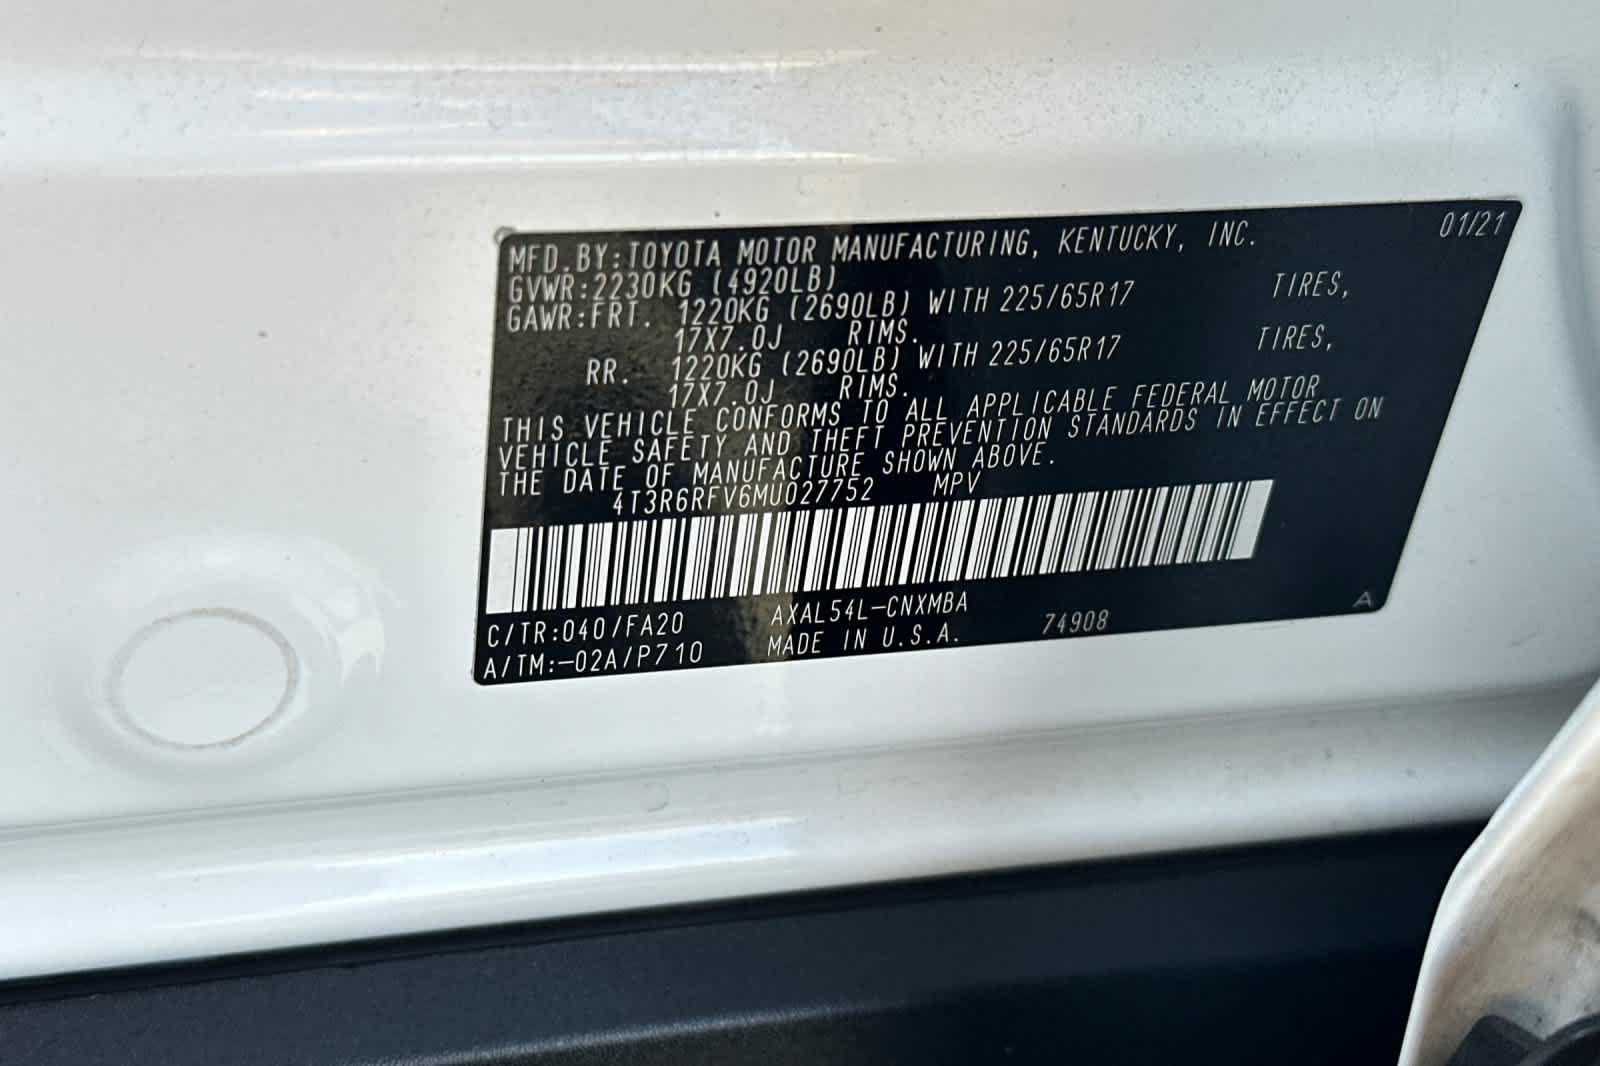 01/21
MFD.BY:TOYOTA MOTOR MANUFACTURING, KENTUCKY, INC.
GVWR:2230KG (4920LB)
GAWR:FRT. 1220KG (2690LB) WITH 225/65R17 TIRES,
17X7.0J RIMS.
RR. 1220KG (2690LB) WITH 225/65R17 TIRES,
17X7.0J RIMS.
THIS VEHICLE CONFORMS TO ALL APPLICABLE FEDERAL MOTOR
VEHICLE SAFETY AND THEFT PREVENTION STANDARDS IN EFFECT ON
THE DATE OF MANUFACTURE SHOWN ABOVE.
4T3R6RFV6MU027752 MPV
C/TR:040/FA20 AXAL54L-CNXMBA
A/TM:-02A/P710 MADE IN U.S.A. 74908 A